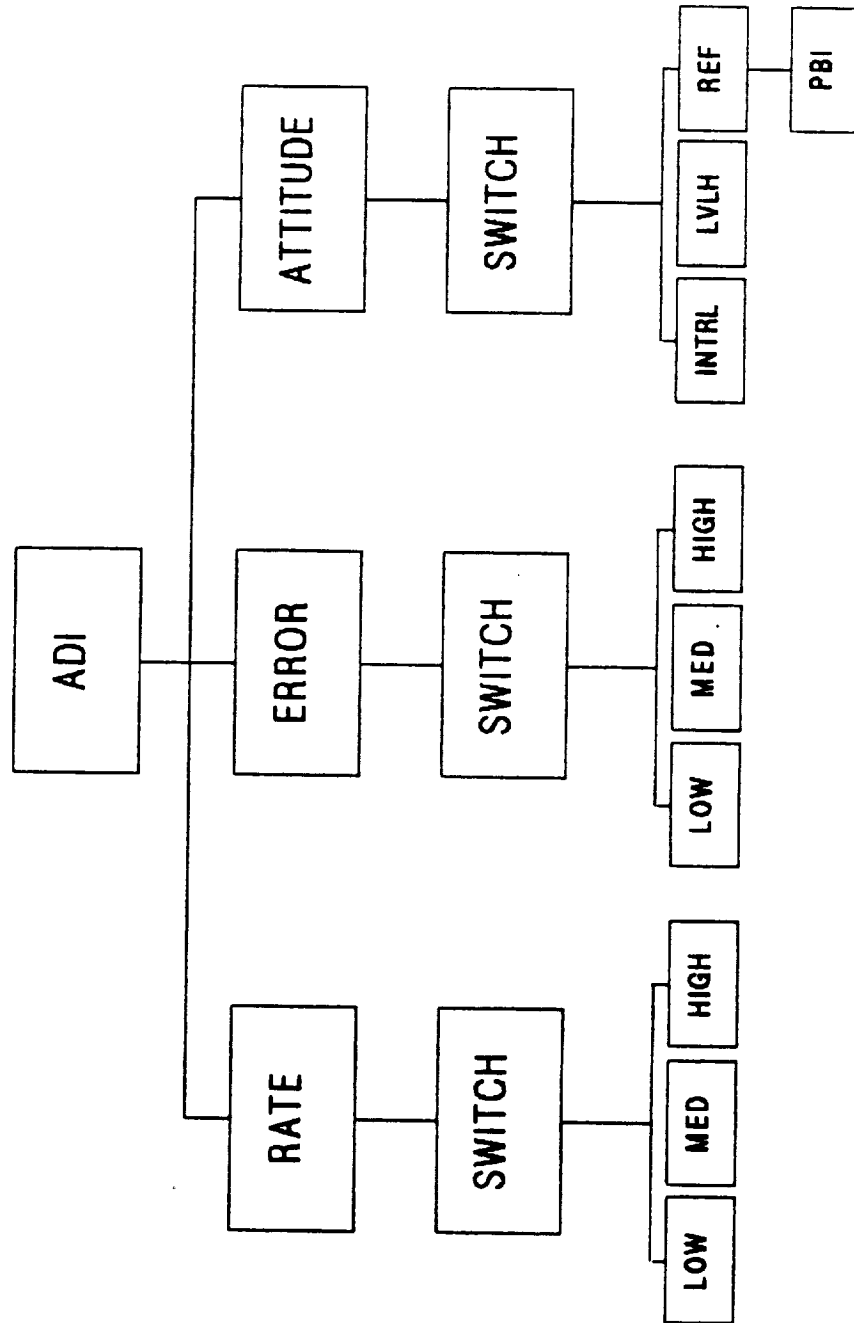 ADI
RATE
ERROR
ATTITUDE
SWITCH
SWITCH
SWITCH
LOW
MED
HIGH
LOW
MED
HIGH
INTRL
LVLH
REF
PBI